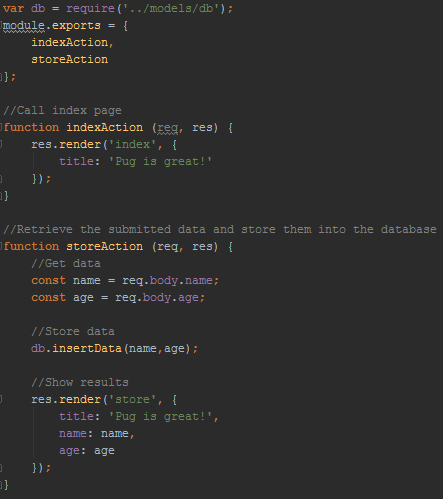 var db = require('../models/db');
module.exports = {
    indexAction,
    storeAction
};

//Call index page
function indexAction (req, res) {
    res.render('index', {
        title: 'Pug is great!'
    });
}

//Retrieve the submitted data and store them into the database
function storeAction (req, res) {
    //Get data
    const name = req.body.name;
    const age = req.body.age;

    //Store data
    db.insertData(name,age);

    //Show results
    res.render('store', {
        title: 'Pug is great!',
        name: name,
        age: age
    });
}